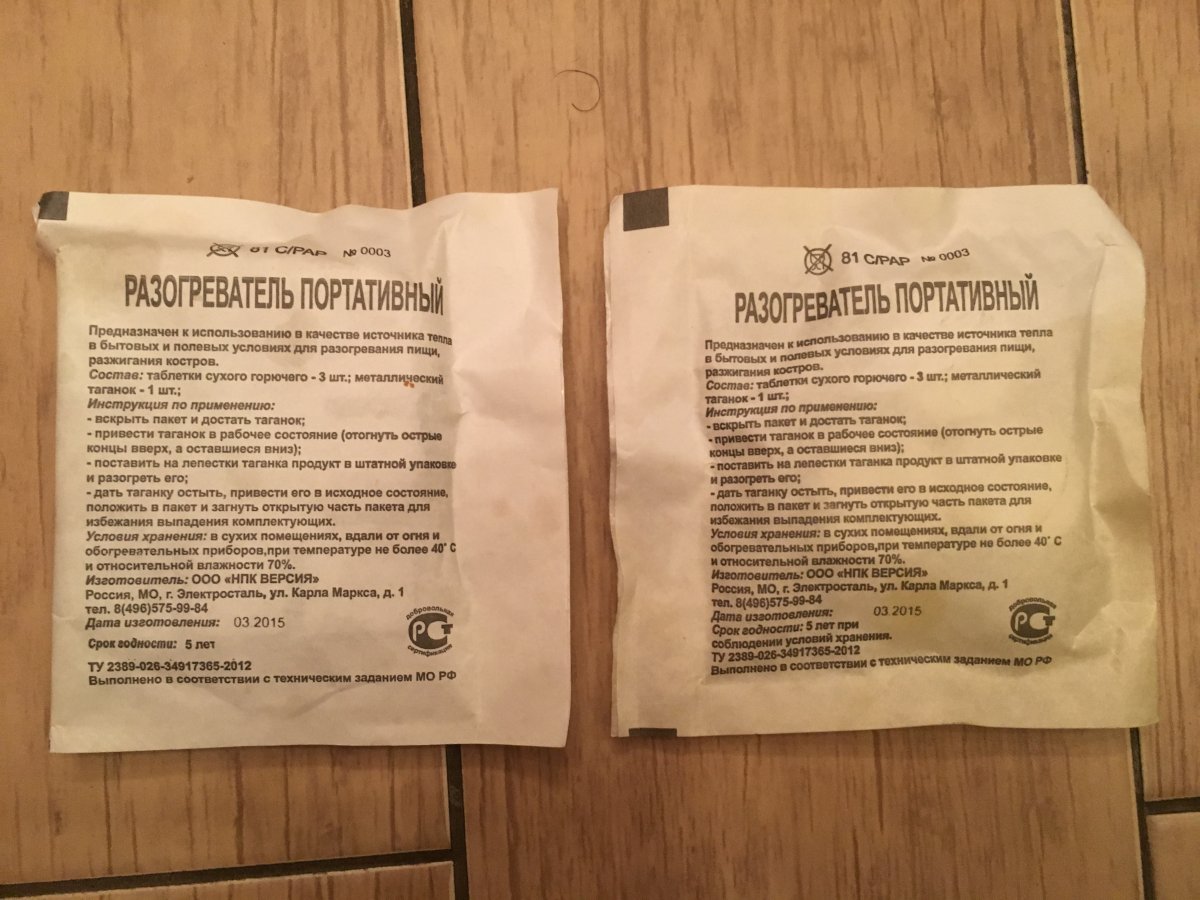 81 С/РАР № 0003
РАЗОГРЕВАТЕЛЬ ПОРТАТИВНЫЙ
Предназначен к использованию в качестве источника тепла
в бытовых и полевых условиях для разогревания пищи,
разжигания костров.
Состав: таблетки сухого горючего - 3 шт.; металлический
таганок - 1 шт.;
Инструкция по применению:
- вскрыть пакет и достать таганок;
- привести таганок в рабочее состояние (отогнуть острые
концы вверх, а оставшиеся вниз);
- поставить на лепестки таганка продукт в штатной упаковке
и разогреть его;
- дать таганку остыть, привести его в исходное состояние,
положить в пакет и загнуть открытую часть пакета для
избежания выпадения комплектующих.
Условия хранения: в сухих помещениях, вдали от огня и
обогревательных приборов,при температуре не более 40° С
и относительной влажности 70%.
Изготовитель: ООО «НПК ВЕРСИЯ»
Россия, МО, г. Электросталь, ул. Карла Маркса, д. 1
тел. 8(496)575-99-84
Дата изготовления: 03 2015
Срок годности: 5 лет
добровольная
РСТ
сертификация
ТУ 2389-026-34917365-2012
Выполнено в соответствии с техническим заданием МО РФ
81 С/РАР № 0003
РАЗОГРЕВАТЕЛЬ ПОРТАТИВНЫЙ
Предназначен к использованию в качестве источника тепла
в бытовых и полевых условиях для разогревания пищи,
разжигания костров.
Состав: таблетки сухого горючего - 3 шт.; металлический
таганок - 1 шт.;
Инструкция по применению:
- вскрыть пакет и достать таганок;
- привести таганок в рабочее состояние (отогнуть острые
концы вверх, а оставшиеся вниз);
- поставить на лепестки таганка продукт в штатной упаковке
и разогреть его;
- дать таганку остыть, привести его в исходное состояние,
положить в пакет и загнуть открытую часть пакета для
избежания выпадения комплектующих.
Условия хранения: в сухих помещениях, вдали от огня и
обогревательных приборов,при температуре не более 40° С
и относительной влажности 70%.
Изготовитель: ООО «НПК ВЕРСИЯ»
Россия, МО, г. Электросталь, ул. Карла Маркса, д. 1
тел. 8(496)575-99-84
Дата изготовления: 03 2015
Срок годности: 5 лет при
соблюдении условий хранения.
добровольная
РСТ
сертификация
ТУ 2389-026-34917365-2012
Выполнено в соответствии с техническим заданием МО РФ